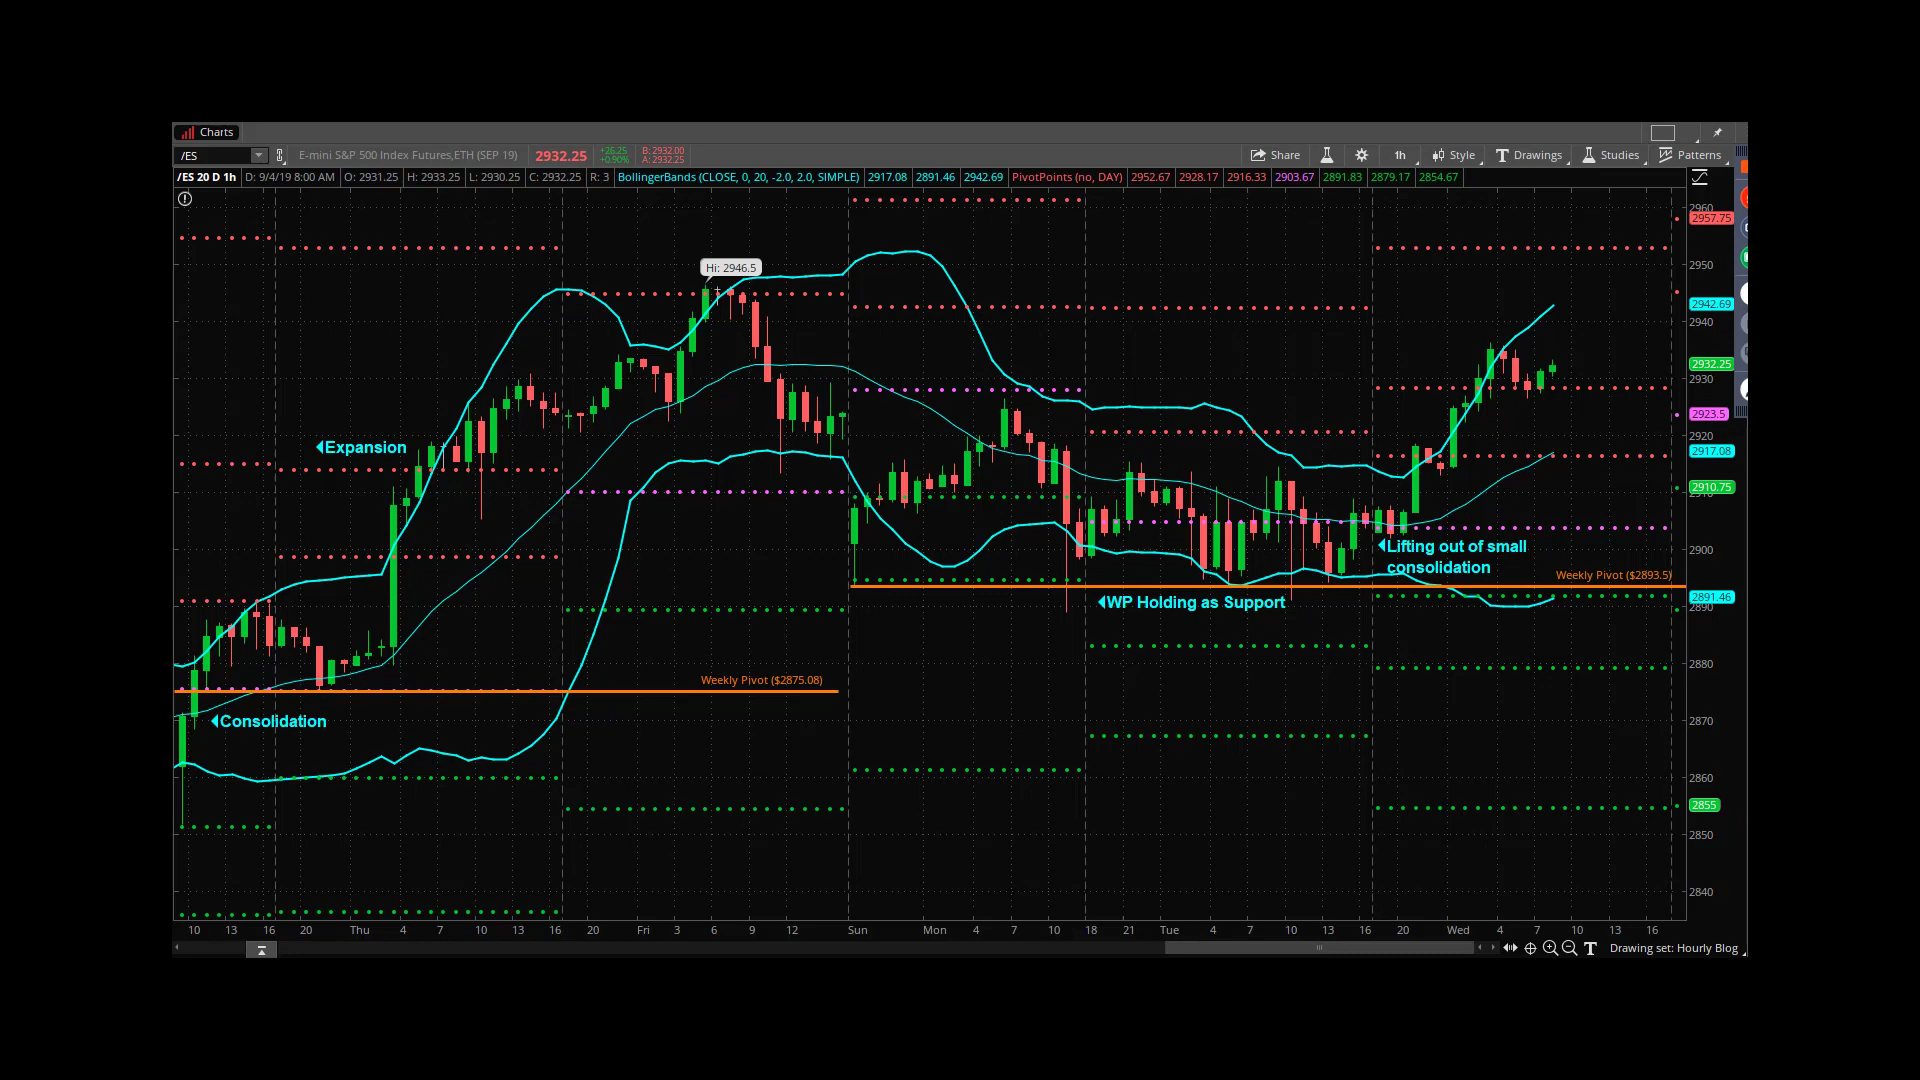 Charts
/ES E-mini S&P 500 Index Futures,ETH (SEP 19) 2932.25 +26.25 +0.90% B: 2932.00 A: 2932.25 Share 1h Style Drawings Studies Patterns
/ES 20 D 1h D: 9/4/19 8:00 AM O: 2931.25 H: 2933.25 L: 2930.25 C: 2932.25 R: 3 BollingerBands (CLOSE, 0, 20, -2.0, 2.0, SIMPLE) 2917.08 2891.46 2942.69 PivotPoints (no, DAY) 2952.67 2928.17 2916.33 2903.67 2891.83 2879.17 2854.67
2960
2957.75
2950
Hi: 2946.5
2942.69
2940
2932.25
2930
2923.5
2920
Expansion
2917.08
2910.75
2900
Lifting out of small
consolidation
Weekly Pivot ($2893.5)
2891.46
WP Holding as Support
2890
2880
Weekly Pivot ($2875.08)
2870
Consolidation
2860
2855
2850
2840
10 13 16 20 Thu 4 7 10 13 16 20 Fri 3 6 9 12 Sun Mon 4 7 10 18 21 Tue 4 7 10 13 16 20 Wed 4 7 10 13 16
Drawing set: Hourly Blog